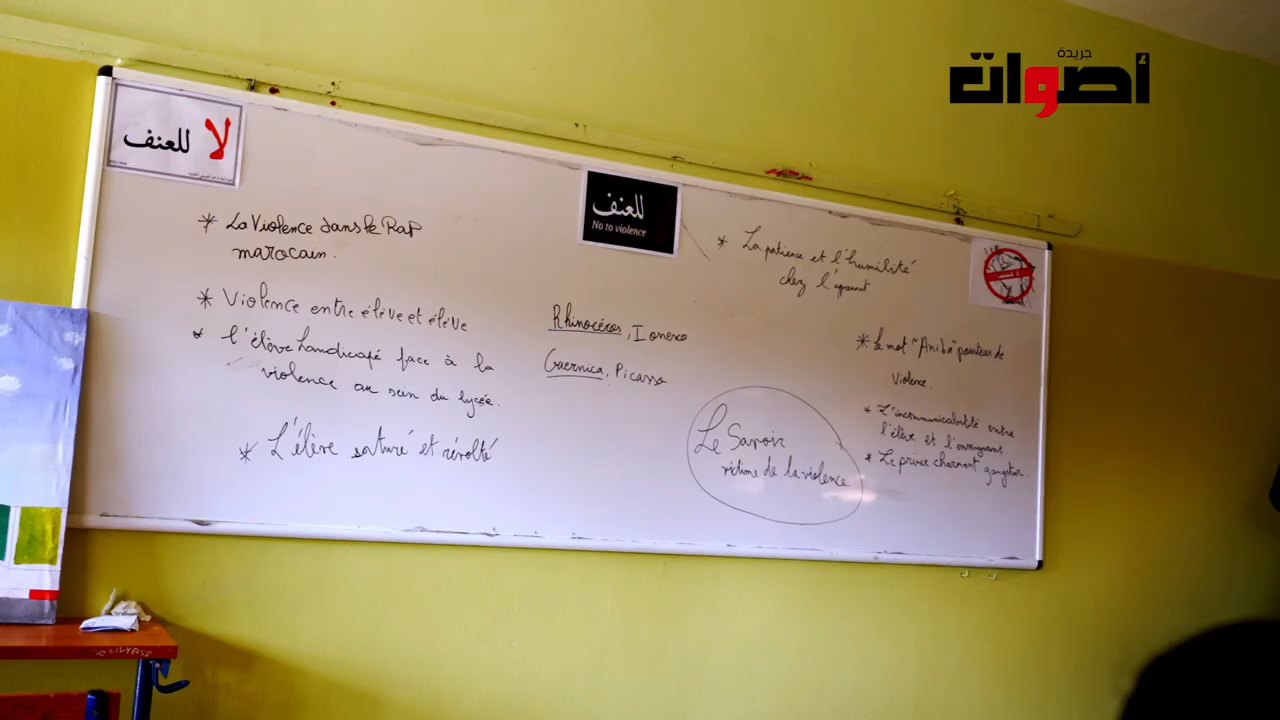 جريدة
أصوات
لا للعنف
للعنف
No to violence
* La Violence dans le Rap
marocain.
* Violence entre élève et élève
* l'élève handicapé face à la
violence au sein du lycée.
* L'élève saturé et révolté
Rhinocéros, Ionesco
Guernica, Picasso
* La patience et l'humilité
chez l'aprenant
Le Savoir
victime de la violence
* Le mot "Aniba" pourteur de
Violence.
* L'incommunicabilité entre
l'élève et l'enseignant
* Le prince charmant gangster.